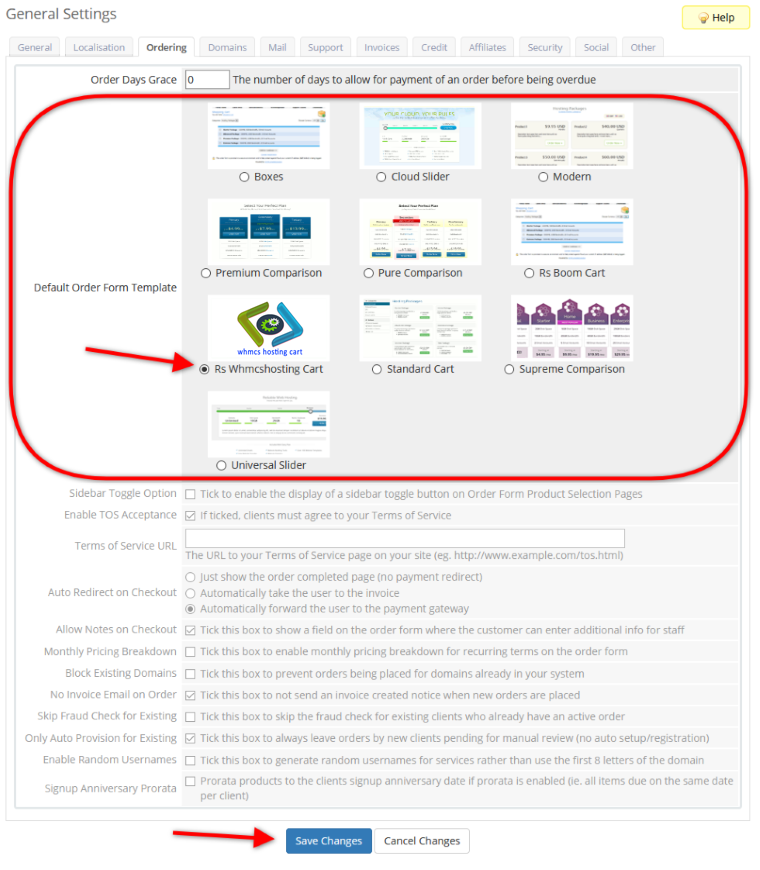 General Settings
Help
General
Localisation
Ordering
Domains
Mail
Support
Invoices
Credit
Affiliates
Security
Social
Other
Order Days Grace
0
The number of days to allow for payment of an order before being overdue
Default Order Form Template
Boxes
Cloud Slider
Modern
Select Your Perfect Plan
Select Your Perfect Plan
Premium Comparison
Pure Comparison
Rs Boom Cart
whmcs hosting cart
Rs Whmcshosting Cart
Standard Cart
Supreme Comparison
Universal Slider
Sidebar Toggle Option
Tick to enable the display of a sidebar toggle button on Order Form Product Selection Pages
Enable TOS Acceptance
If ticked, clients must agree to your Terms of Service
Terms of Service URL
The URL to your Terms of Service page on your site (eg. http://www.example.com/tos.html)
Auto Redirect on Checkout
Just show the order completed page (no payment redirect)
Automatically take the user to the invoice
Automatically forward the user to the payment gateway
Allow Notes on Checkout
Tick this box to show a field on the order form where the customer can enter additional info for staff
Monthly Pricing Breakdown
Tick this box to enable monthly pricing breakdown for recurring terms on the order form
Block Existing Domains
Tick this box to prevent orders being placed for domains already in your system
No Invoice Email on Order
Tick this box to not send an invoice created notice when new orders are placed
Skip Fraud Check for Existing
Tick this box to skip the fraud check for existing clients who already have an active order
Only Auto Provision for Existing
Tick this box to always leave orders by new clients pending for manual review (no auto setup/registration)
Enable Random Usernames
Tick this box to generate random usernames for services rather than use the first 8 letters of the domain
Signup Anniversary Prorata
Prorata products to the clients signup anniversary date if prorata is enabled (ie. all items due on the same date
per client)
Save Changes
Cancel Changes